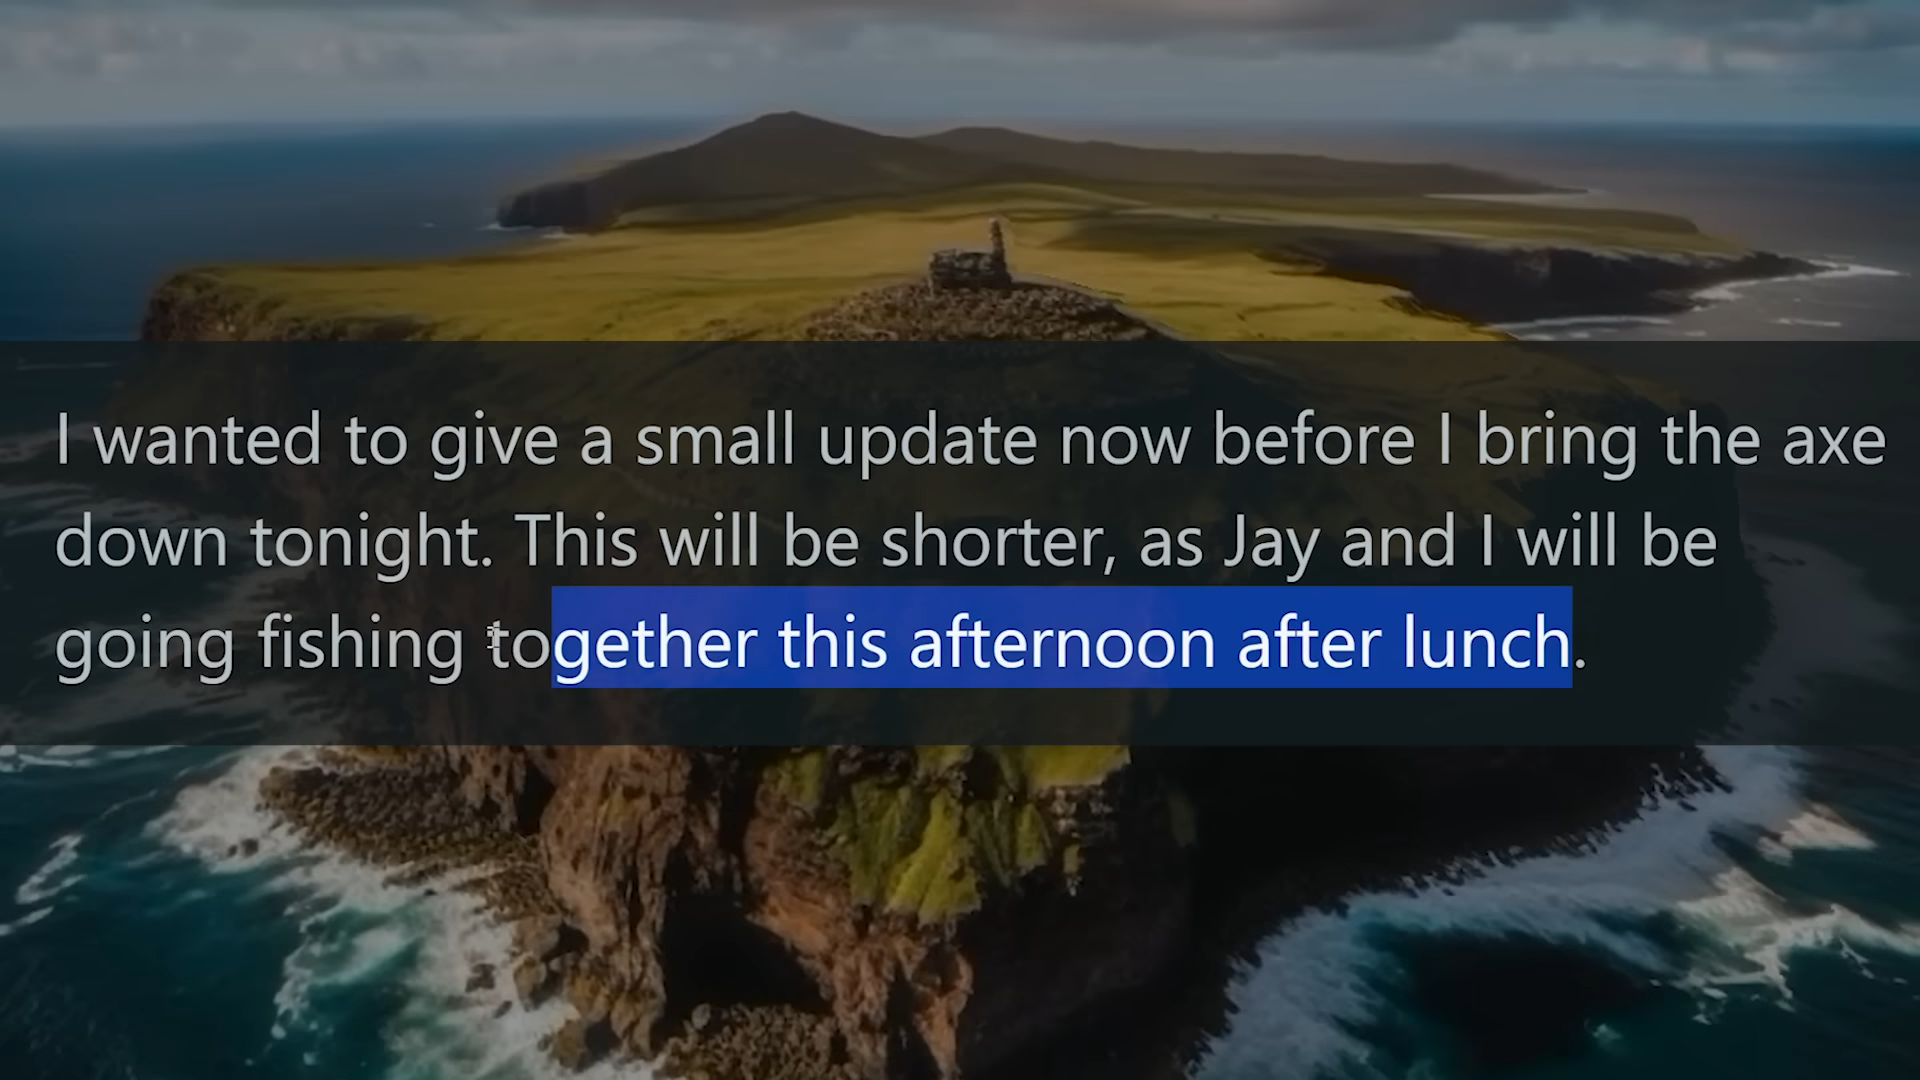 I wanted to give a small update now before I bring the axe
down tonight. This will be shorter, as Jay and I will be
going fishing together this afternoon after lunch.